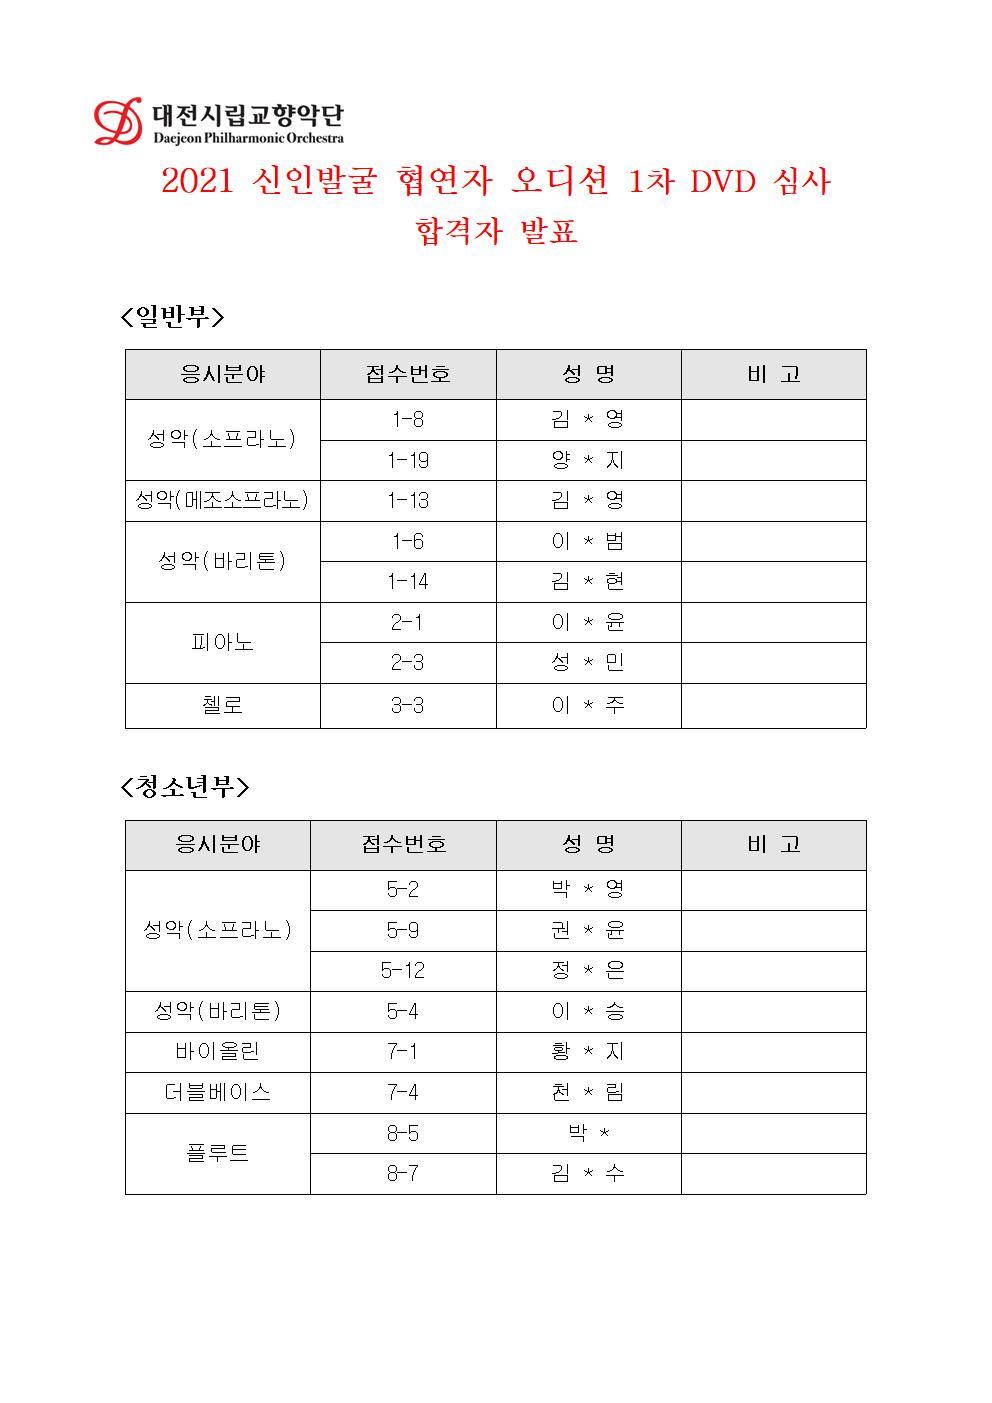 대전시립교향악단
Daejeon Philharmonic Orchestra
2021 신인발굴 협연자 오디션 1차 DVD 심사
합격자 발표
<일반부>
응시분야 접수번호 성 명 비 고
성악(소프라노) 1-8 김 * 영
1-19 양 * 지
성악(메조소프라노) 1-13 김 * 영
성악(바리톤) 1-6 이 * 범
1-14 김 * 현
피아노 2-1 이 * 윤
2-3 성 * 민
첼로 3-3 이 * 주
<청소년부>
응시분야 접수번호 성 명 비 고
성악(소프라노) 5-2 박 * 영
5-9 권 * 윤
5-12 정 * 은
성악(바리톤) 5-4 이 * 승
바이올린 7-1 황 * 지
더블베이스 7-4 천 * 림
플루트 8-5 박 *
8-7 김 * 수